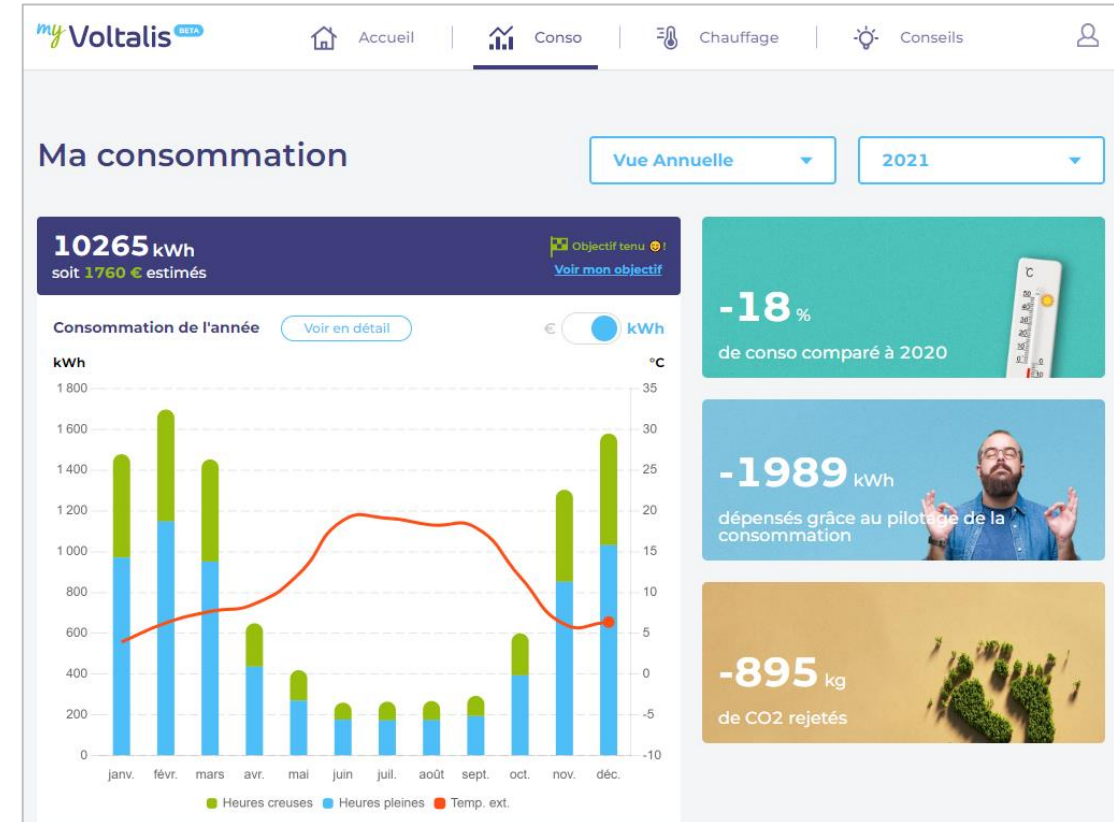 my Voltalis BETA
Accueil
Conso
Chauffage
Conseils
Ma consommation
Vue Annuelle
2021
10265 kWh
soit 1760 € estimés
Objectif tenu 😀!
Voir mon objectif
Consommation de l'année
Voir en détail
€
kWh
kWh
°C
1 800
1 600
1 400
1 200
1 000
800
600
400
200
0
35
30
25
20
15
10
5
0
-5
-10
janv. févr. mars avr. mai juin juil. août sept. oct. nov. déc.
Heures creuses Heures pleines Temp. ext.
-18 %
de conso comparé à 2020
°C
-1989 kWh
dépensés grâce au pilotage de la
consommation
-895 kg
de CO2 rejetés